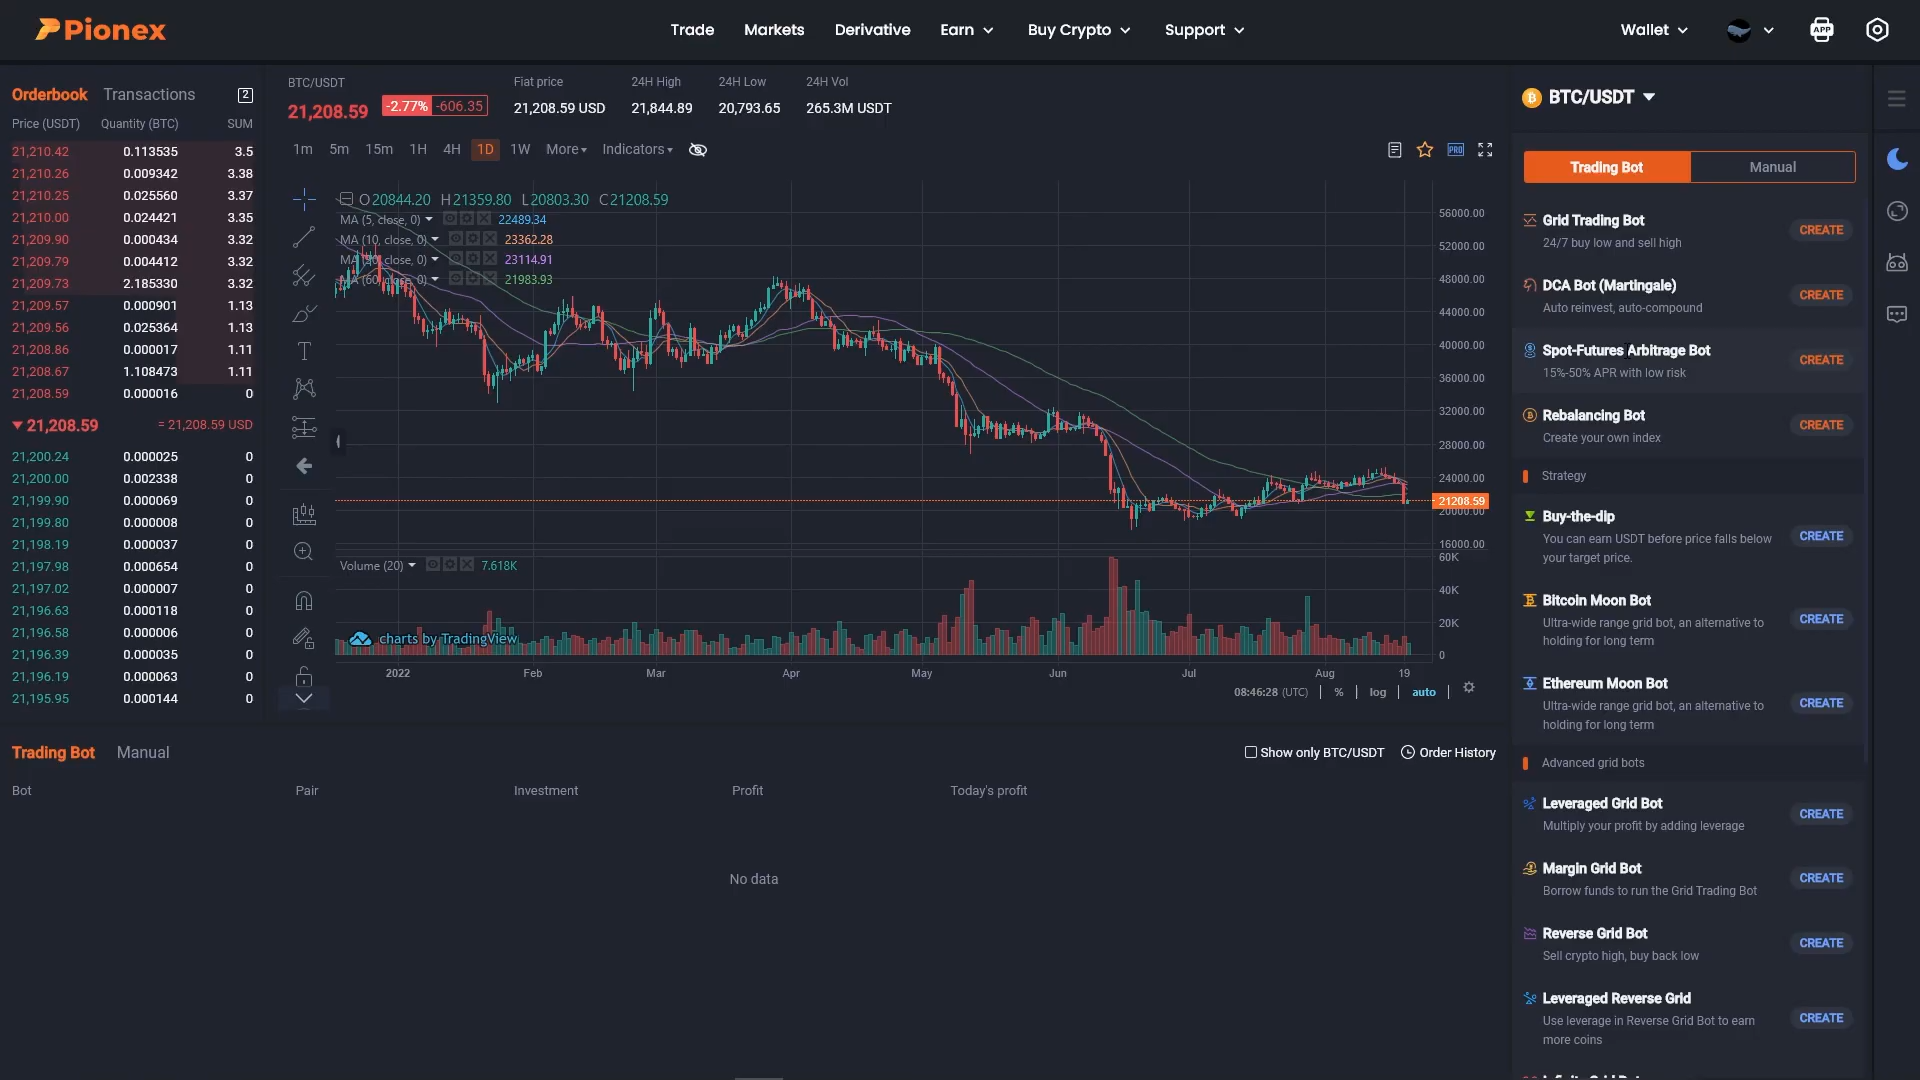 Pionex
Trade Markets Derivative Earn Buy Crypto Support
Wallet APP
Orderbook Transactions 2
Price (USDT) Quantity (BTC) SUM
21,210.42 0.113535 3.5
21,210.26 0.009342 3.38
21,210.25 0.025560 3.37
21,210.00 0.024421 3.35
21,209.90 0.000434 3.32
21,209.79 0.004412 3.32
21,209.73 2.185330 3.32
21,209.57 0.000901 1.13
21,209.56 0.025364 1.13
21,208.86 0.000017 1.11
21,208.67 1.108473 1.11
21,208.59 0.000016 0
21,208.59 = 21,208.59 USD
21,200.24 0.000025 0
21,200.00 0.002338 0
21,199.90 0.000069 0
21,199.80 0.000008 0
21,198.19 0.000037 0
21,197.98 0.000654 0
21,197.02 0.000007 0
21,196.63 0.000118 0
21,196.58 0.000006 0
21,196.39 0.000035 0
21,196.19 0.000063 0
21,195.95 0.000144 0
BTC/USDT
21,208.59 -2.77% -606.35
Fiat price
21,208.59 USD
24H High
21,844.89
24H Low
20,793.65
24H Vol
265.3M USDT
1m 5m 15m 1H 4H 1D 1W More Indicators PRO
O20844.20 H21359.80 L20803.30 C21208.59
MA (5, close, 0) 22489.34
MA (10, close, 0) 23362.28
MA ( close, 0) 23114.91
MA (60, close, 0) 21983.93
56000.00
52000.00
48000.00
44000.00
40000.00
36000.00
32000.00
28000.00
24000.00
21208.59
20000.00
16000.00
Volume (20) 7.618K
60K
40K
20K
0
charts by TradingView
2022 Feb Mar Apr May Jun Jul Aug 19
08:46:28 (UTC) % log auto
Trading Bot Manual
Show only BTC/USDT Order History
Bot Pair Investment Profit Today's profit
No data
BTC/USDT
Trading Bot Manual
Grid Trading Bot
24/7 buy low and sell high
CREATE
DCA Bot (Martingale)
Auto reinvest, auto-compound
CREATE
Spot-Futures Arbitrage Bot
15%-50% APR with low risk
CREATE
Rebalancing Bot
Create your own index
CREATE
Strategy
Buy-the-dip
You can earn USDT before price falls below
your target price.
CREATE
Bitcoin Moon Bot
Ultra-wide range grid bot, an alternative to
holding for long term
CREATE
Ethereum Moon Bot
Ultra-wide range grid bot, an alternative to
holding for long term
CREATE
Advanced grid bots
Leveraged Grid Bot
Multiply your profit by adding leverage
CREATE
Margin Grid Bot
Borrow funds to run the Grid Trading Bot
CREATE
Reverse Grid Bot
Sell crypto high, buy back low
CREATE
Leveraged Reverse Grid
Use leverage in Reverse Grid Bot to earn
more coins
CREATE